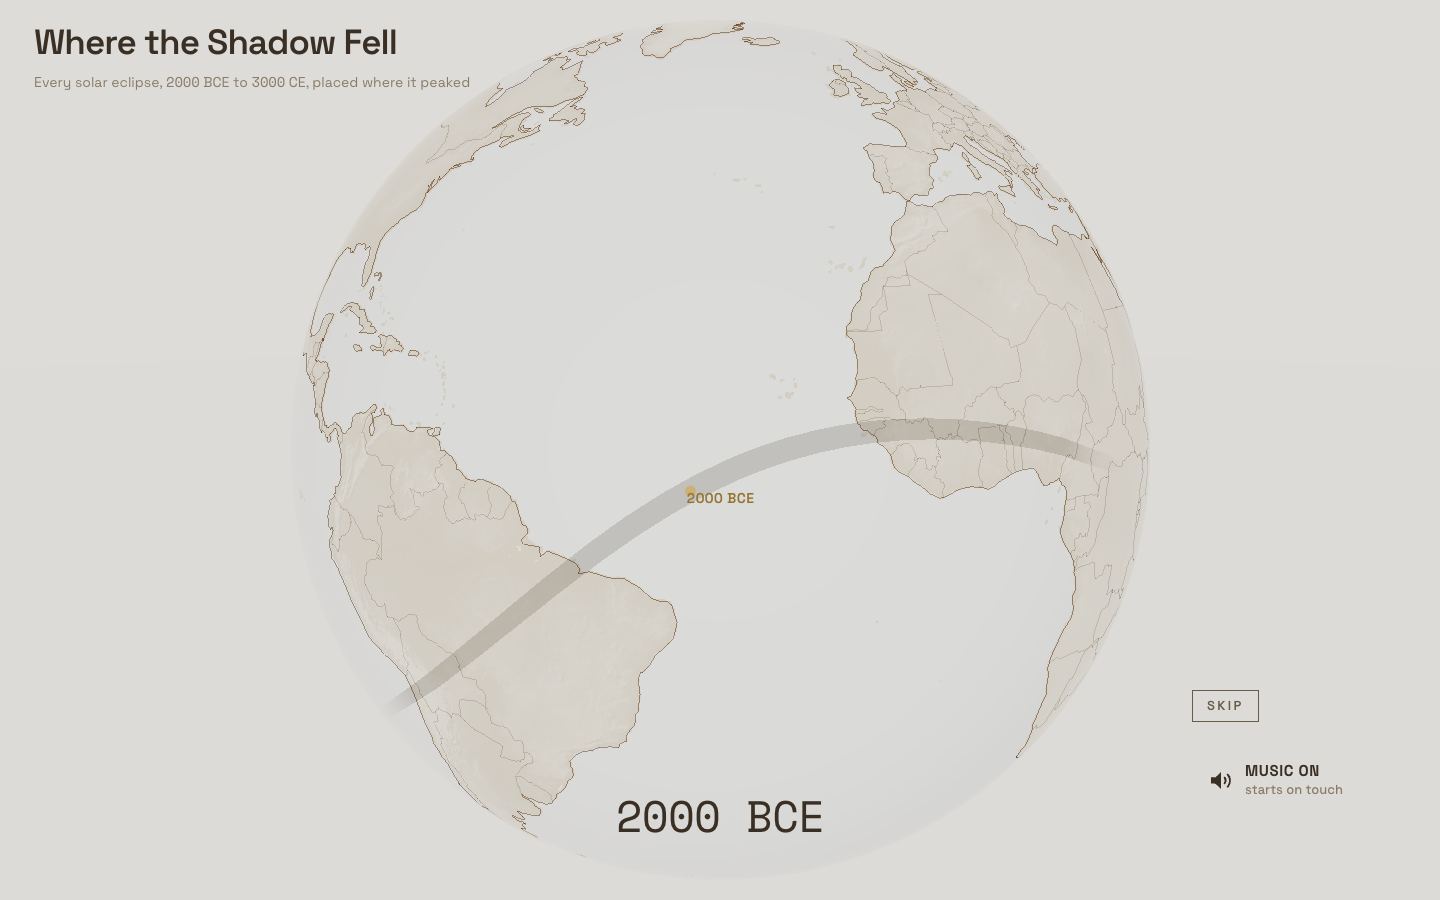 Where the Shadow Fell
Every solar eclipse, 2000 BCE to 3000 CE, placed where it peaked
2000 BCE
SKIP
MUSIC ON
starts on touch
2000 BCE